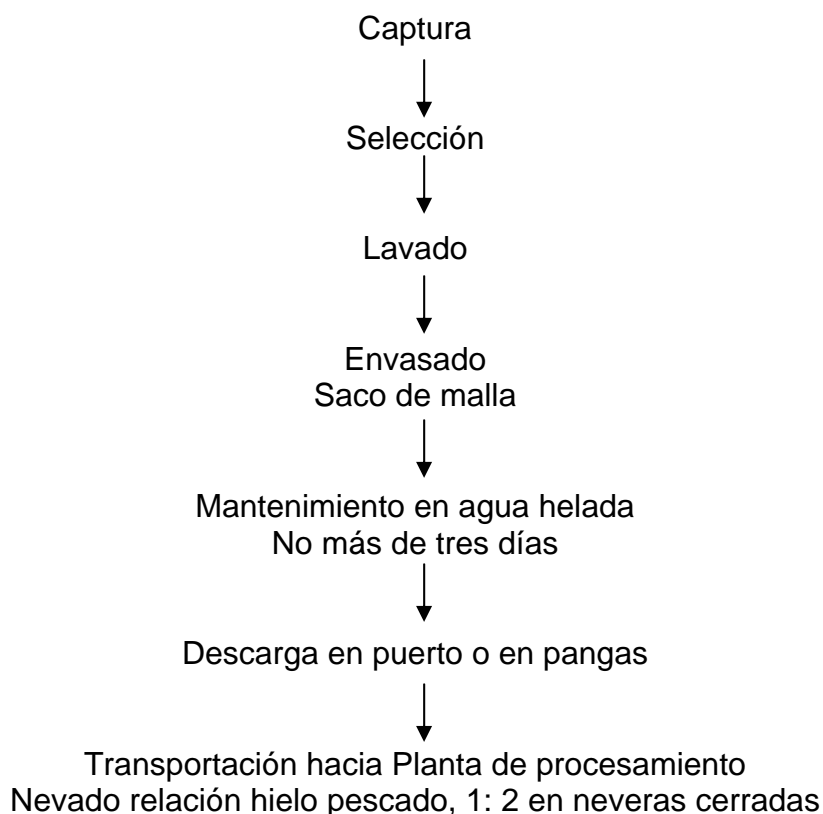 Captura
Selección
Lavado
Envasado
Saco de malla
Mantenimiento en agua helada
No más de tres días
Descarga en puerto o en pangas
Transportación hacia Planta de procesamiento
Nevado relación hielo pescado, 1: 2 en neveras cerradas